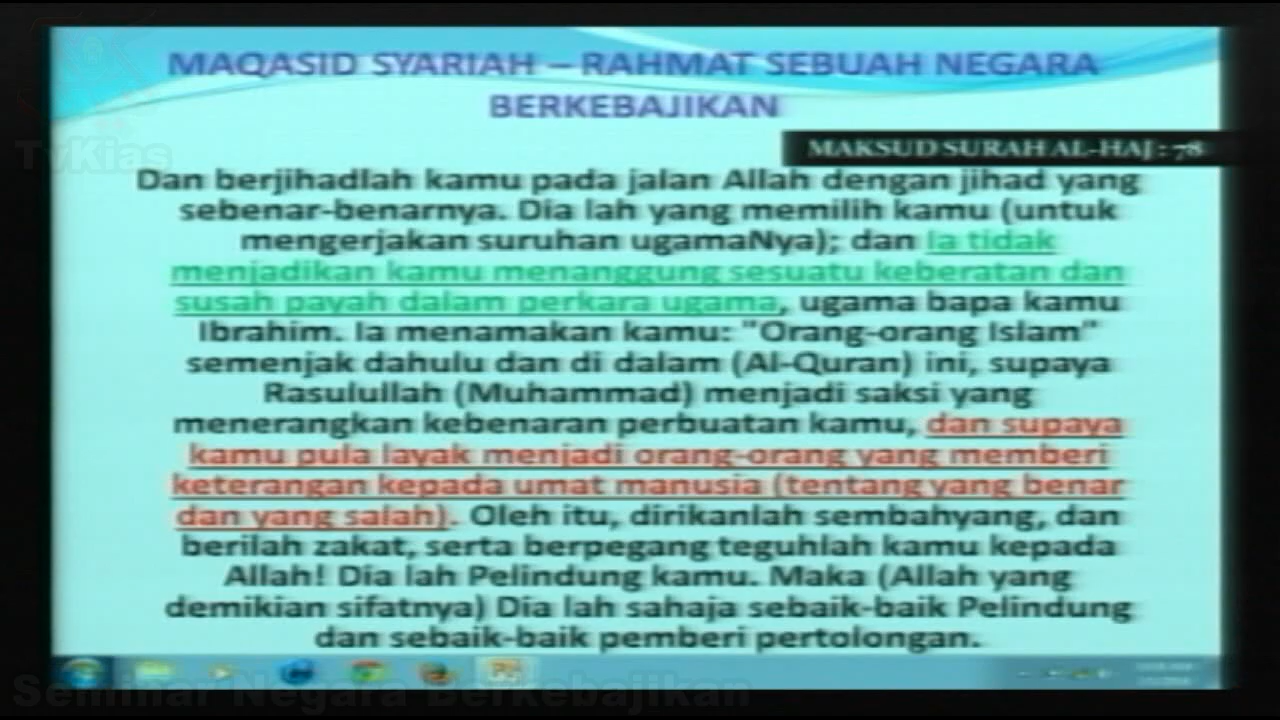 MAQASID SYARIAH – RAHMAT SEBUAH NEGARA
BERKEBAJIKAN
TvKias
MAKSUD SURAH AL-HAJ : 78
Dan berjihadlah kamu pada jalan Allah dengan jihad yang
sebenar-benarnya. Dia lah yang memilih kamu (untuk
mengerjakan suruhan ugamaNya); dan Ia tidak
menjadikan kamu menanggung sesuatu keberatan dan
susah payah dalam perkara ugama, ugama bapa kamu
Ibrahim. Ia menamakan kamu: "Orang-orang Islam"
semenjak dahulu dan di dalam (Al-Quran) ini, supaya
Rasulullah (Muhammad) menjadi saksi yang
menerangkan kebenaran perbuatan kamu, dan supaya
kamu pula layak menjadi orang-orang yang memberi
keterangan kepada umat manusia (tentang yang benar
dan yang salah). Oleh itu, dirikanlah sembahyang, dan
berilah zakat, serta berpegang teguhlah kamu kepada
Allah! Dia lah Pelindung kamu. Maka (Allah yang
demikian sifatnya) Dia lah sahaja sebaik-baik Pelindung
dan sebaik-baik pemberi pertolongan.
Seminar Negara Berkebajikan